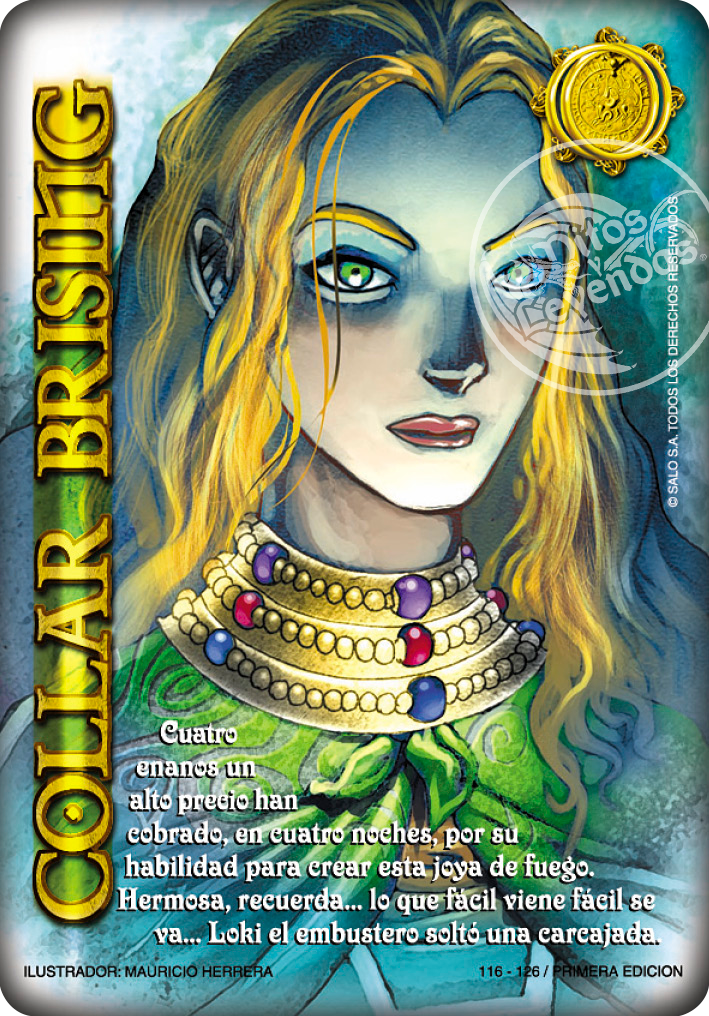 COLLAR BRISING
mitos
y
Leyendas
© SALO S.A. TODOS LOS DERECHOS RESERVADOS
Cuatro
enanos un
alto precio han
cobrado, en cuatro noches, por su
habilidad para crear esta joya de fuego.
Hermosa, recuerda... lo que fácil viene fácil se
va... Loki el embustero soltó una carcajada.
ILUSTRADOR: MAURICIO HERRERA
116 - 126 / PRIMERA EDICION